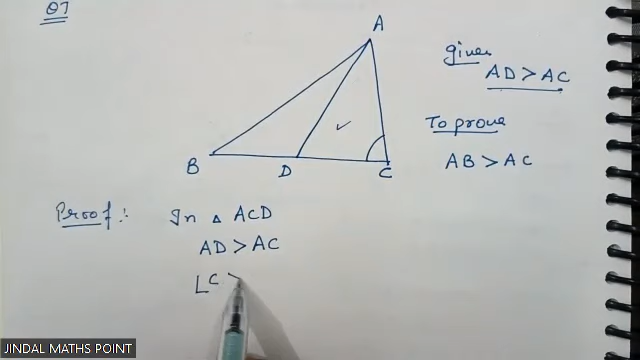 Q7
A
given
AD > AC
To prove
AB > AC
B
D
C
Proof :
In △ ACD
AD > AC
∠C >
JINDAL MATHS POINT